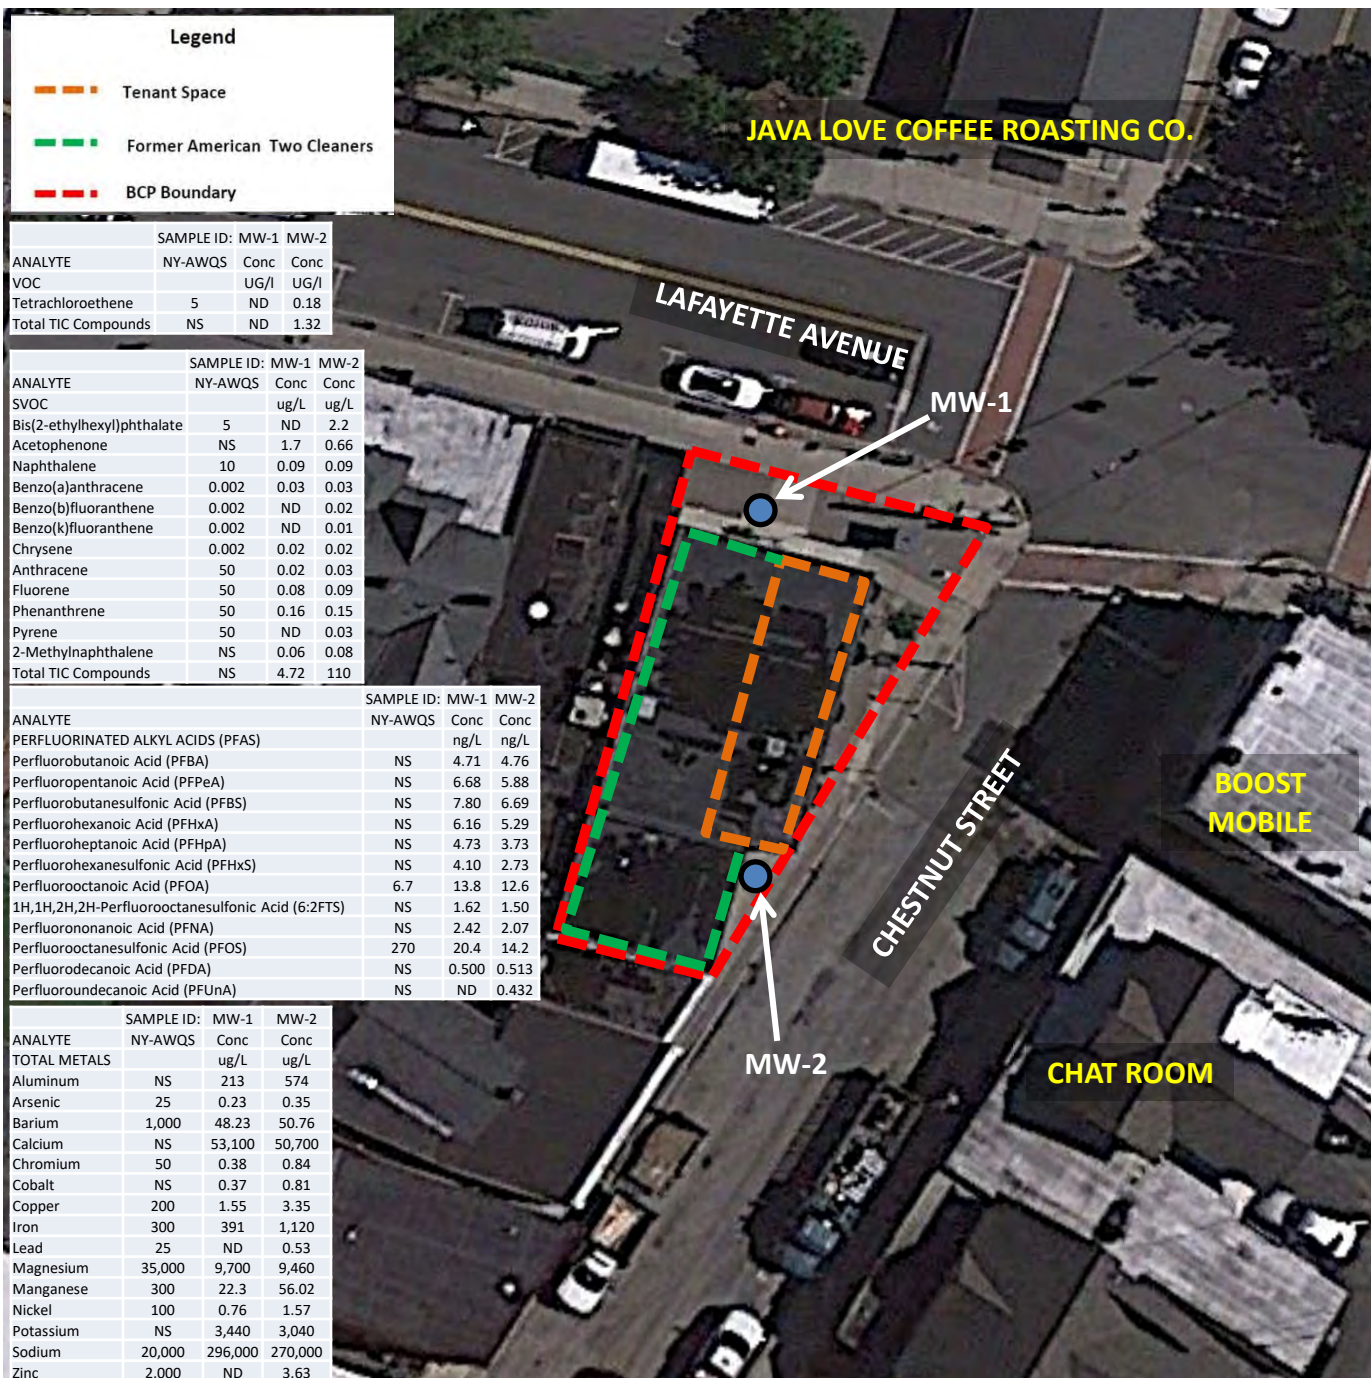 Legend
Tenant Space
Former American Two Cleaners
BCP Boundary
SAMPLE ID: MW-1 MW-2
ANALYTE NY-AWQS Conc Conc
VOC UG/l UG/l
Tetrachloroethene 5 ND 0.18
Total TIC Compounds NS ND 1.32
SAMPLE ID: MW-1 MW-2
ANALYTE NY-AWQS Conc Conc
SVOC ug/L ug/L
Bis(2-ethylhexyl)phthalate 5 ND 2.2
Acetophenone NS 1.7 0.66
Naphthalene 10 0.09 0.09
Benzo(a)anthracene 0.002 0.03 0.03
Benzo(b)fluoranthene 0.002 ND 0.02
Benzo(k)fluoranthene 0.002 ND 0.01
Chrysene 0.002 0.02 0.02
Anthracene 50 0.02 0.03
Fluorene 50 0.08 0.09
Phenanthrene 50 0.16 0.15
Pyrene 50 ND 0.03
2-Methylnaphthalene NS 0.06 0.08
Total TIC Compounds NS 4.72 110
SAMPLE ID: MW-1 MW-2
ANALYTE NY-AWQS Conc Conc
PERFLUORINATED ALKYL ACIDS (PFAS) ng/L ng/L
Perfluorobutanoic Acid (PFBA) NS 4.71 4.76
Perfluoropentanoic Acid (PFPeA) NS 6.68 5.88
Perfluorobutanesulfonic Acid (PFBS) NS 7.80 6.69
Perfluorohexanoic Acid (PFHxA) NS 6.16 5.29
Perfluoroheptanoic Acid (PFHpA) NS 4.73 3.73
Perfluorohexanesulfonic Acid (PFHxS) NS 4.10 2.73
Perfluorooctanoic Acid (PFOA) 6.7 13.8 12.6
1H,1H,2H,2H-Perfluorooctanesulfonic Acid (6:2FTS) NS 1.62 1.50
Perfluorononanoic Acid (PFNA) NS 2.42 2.07
Perfluorooctanesulfonic Acid (PFOS) 270 20.4 14.2
Perfluorodecanoic Acid (PFDA) NS 0.500 0.513
Perfluoroundecanoic Acid (PFUnA) NS ND 0.432
SAMPLE ID: MW-1 MW-2
ANALYTE NY-AWQS Conc Conc
TOTAL METALS ug/L ug/L
Aluminum NS 213 574
Arsenic 25 0.23 0.35
Barium 1,000 48.23 50.76
Calcium NS 53,100 50,700
Chromium 50 0.38 0.84
Cobalt NS 0.37 0.81
Copper 200 1.55 3.35
Iron 300 391 1,120
Lead 25 ND 0.53
Magnesium 35,000 9,700 9,460
Manganese 300 22.3 56.02
Nickel 100 0.76 1.57
Potassium NS 3,440 3,040
Sodium 20,000 296,000 270,000
Zinc 2,000 ND 3.63
JAVA LOVE COFFEE ROASTING CO.
LAFAYETTE AVENUE
MW-1
CHESTNUT STREET
BOOST
MOBILE
MW-2
CHAT ROOM